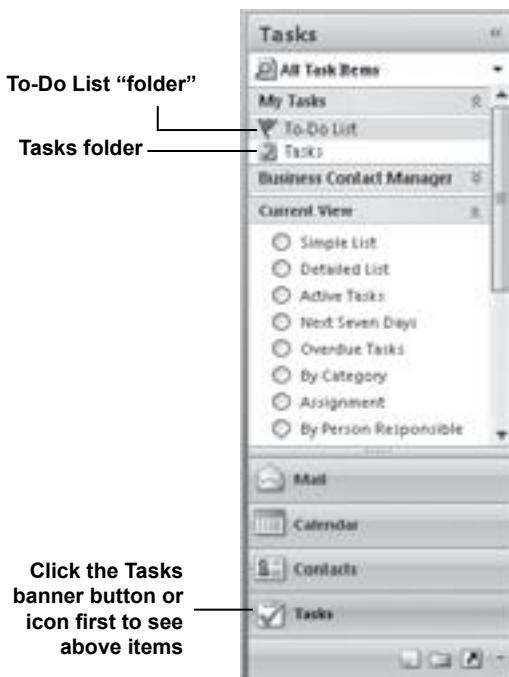 Tasks
All Task Items
To-Do List “folder”
My Tasks
To-Do List
Tasks folder
Tasks
Business Contact Manager
Current View
Simple List
Detailed List
Active Tasks
Next Seven Days
Overdue Tasks
By Category
Assignment
By Person Responsible
Mail
Calendar
Contacts
Click the Tasks
banner button or
icon first to see
above items
Tasks